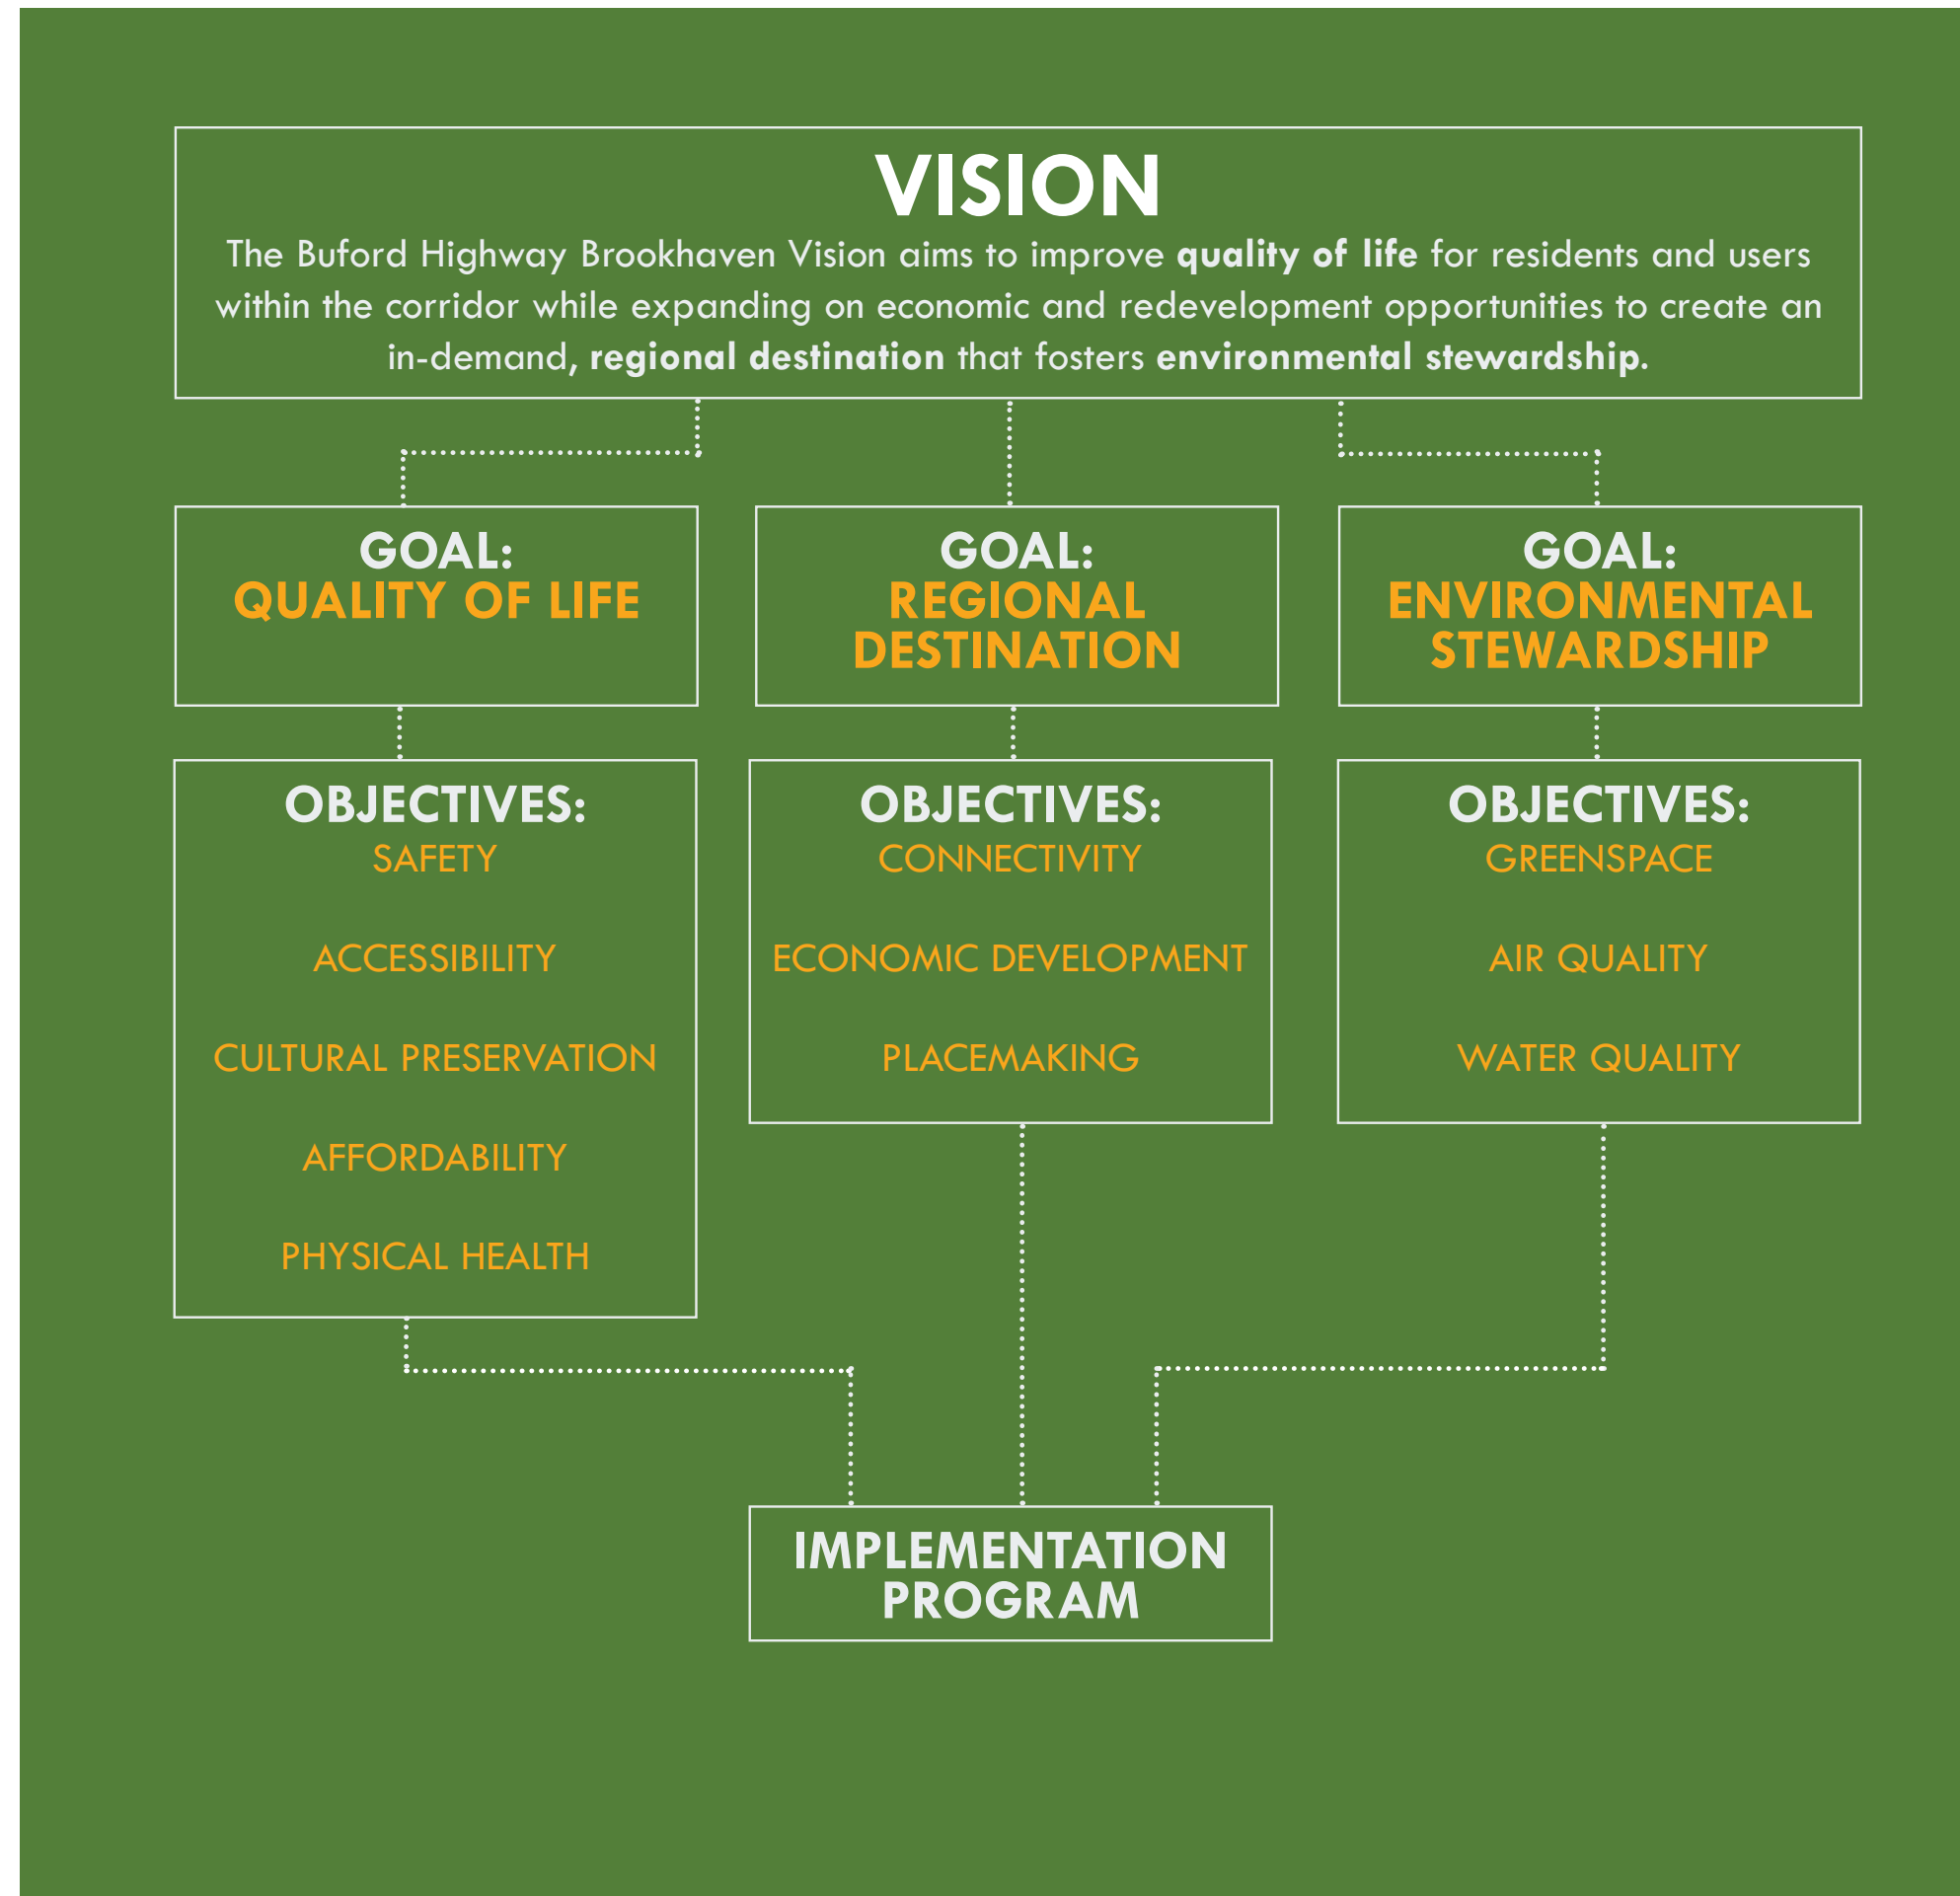 VISION
The Buford Highway Brookhaven Vision aims to improve quality of life for residents and users
within the corridor while expanding on economic and redevelopment opportunities to create an
in-demand, regional destination that fosters environmental stewardship.
GOAL:
QUALITY OF LIFE
GOAL:
REGIONAL
DESTINATION
GOAL:
ENVIRONMENTAL
STEWARDSHIP
OBJECTIVES:
SAFETY
ACCESSIBILITY
CULTURAL PRESERVATION
AFFORDABILITY
PHYSICAL HEALTH
OBJECTIVES:
CONNECTIVITY
ECONOMIC DEVELOPMENT
PLACEMAKING
OBJECTIVES:
GREENSPACE
AIR QUALITY
WATER QUALITY
IMPLEMENTATION
PROGRAM